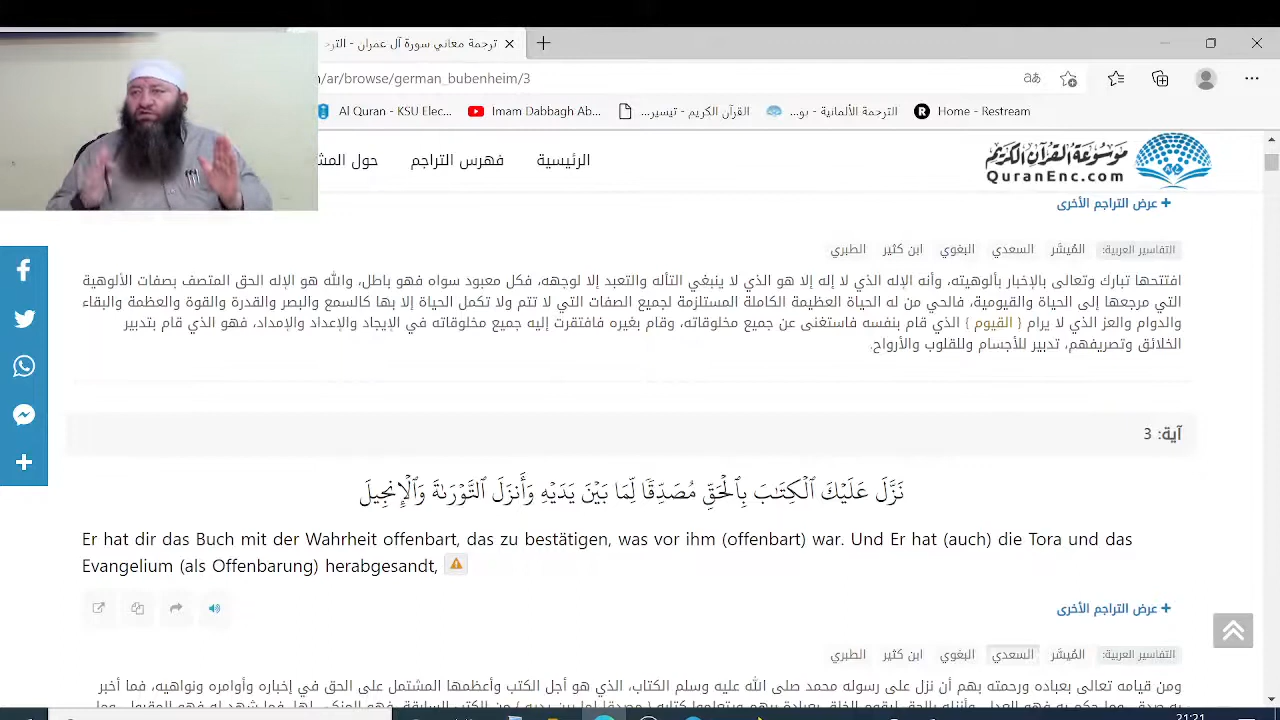 ترجمة معاني سورة آل عمران - الترج
/ar/browse/german_bubenheim/3
Al Quran - KSU Elec...
Imam Dabbagh Ab...
القرآن الكريم - تيسير...
الترجمة الألمانية - بو...
Home - Restream
موسوعة القرآن الكريم
QuranEnc.com
الرئيسية
فهرس التراجم
حول المش
+ عرض التراجم الأخرى
التفاسير العربية:
المُيسَّر
السعدي
البغوي
ابن كثير
الطبري
افتتحها تبارك وتعالى بالإخبار بألوهيته، وأنه الإله الذي لا إله إلا هو الذي لا ينبغي التأله والتعبد إلا لوجهه، فكل معبود سواه فهو باطل، والله هو الإله الحق المتصف بصفات الألوهية
التي مرجعها إلى الحياة والقيومية، فالحي من له الحياة العظيمة الكاملة المستلزمة لجميع الصفات التي لا تتم ولا تكمل الحياة إلا بها كالسمع والبصر والقدرة والقوة والعظمة والبقاء
والدوام والعز الذي لا يرام { القيوم } الذي قام بنفسه فاستغنى عن جميع مخلوقاته، وقام بغيره فافتقرت إليه جميع مخلوقاته في الإيجاد والإعداد والإمداد، فهو الذي قام بتدبير
الخلائق وتصريفهم، تدبير للأجسام وللقلوب والأرواح.
آية: 3
نَزَّلَ عَلَيْكَ ٱلْكِتَٰبَ بِٱلْحَقِّ مُصَدِّقًا لِّمَا بَيْنَ يَدَيْهِ وَأَنزَلَ ٱلتَّوْرَىٰةَ وَٱلْإِنجِيلَ
Er hat dir das Buch mit der Wahrheit offenbart, das zu bestätigen, was vor ihm (offenbart) war. Und Er hat (auch) die Tora und das
Evangelium (als Offenbarung) herabgesandt,
+ عرض التراجم الأخرى
التفاسير العربية:
المُيسَّر
السعدي
البغوي
ابن كثير
الطبري
ومن قيامه تعالى بعباده ورحمته بهم أن نزل على رسوله محمد صلى الله عليه وسلم الكتاب، الذي هو أجل الكتب وأعظمها المشتمل على الحق في إخباره وأوامره ونواهيه، فما أخبر
21:21